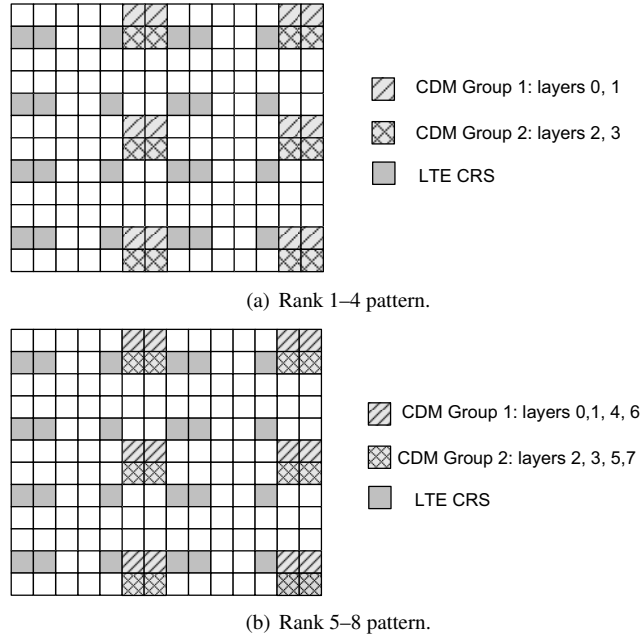 CDM Group 1: layers 0, 1
CDM Group 2: layers 2, 3
LTE CRS
(a) Rank 1–4 pattern.
CDM Group 1: layers 0,1, 4, 6
CDM Group 2: layers 2, 3, 5,7
LTE CRS
(b) Rank 5–8 pattern.